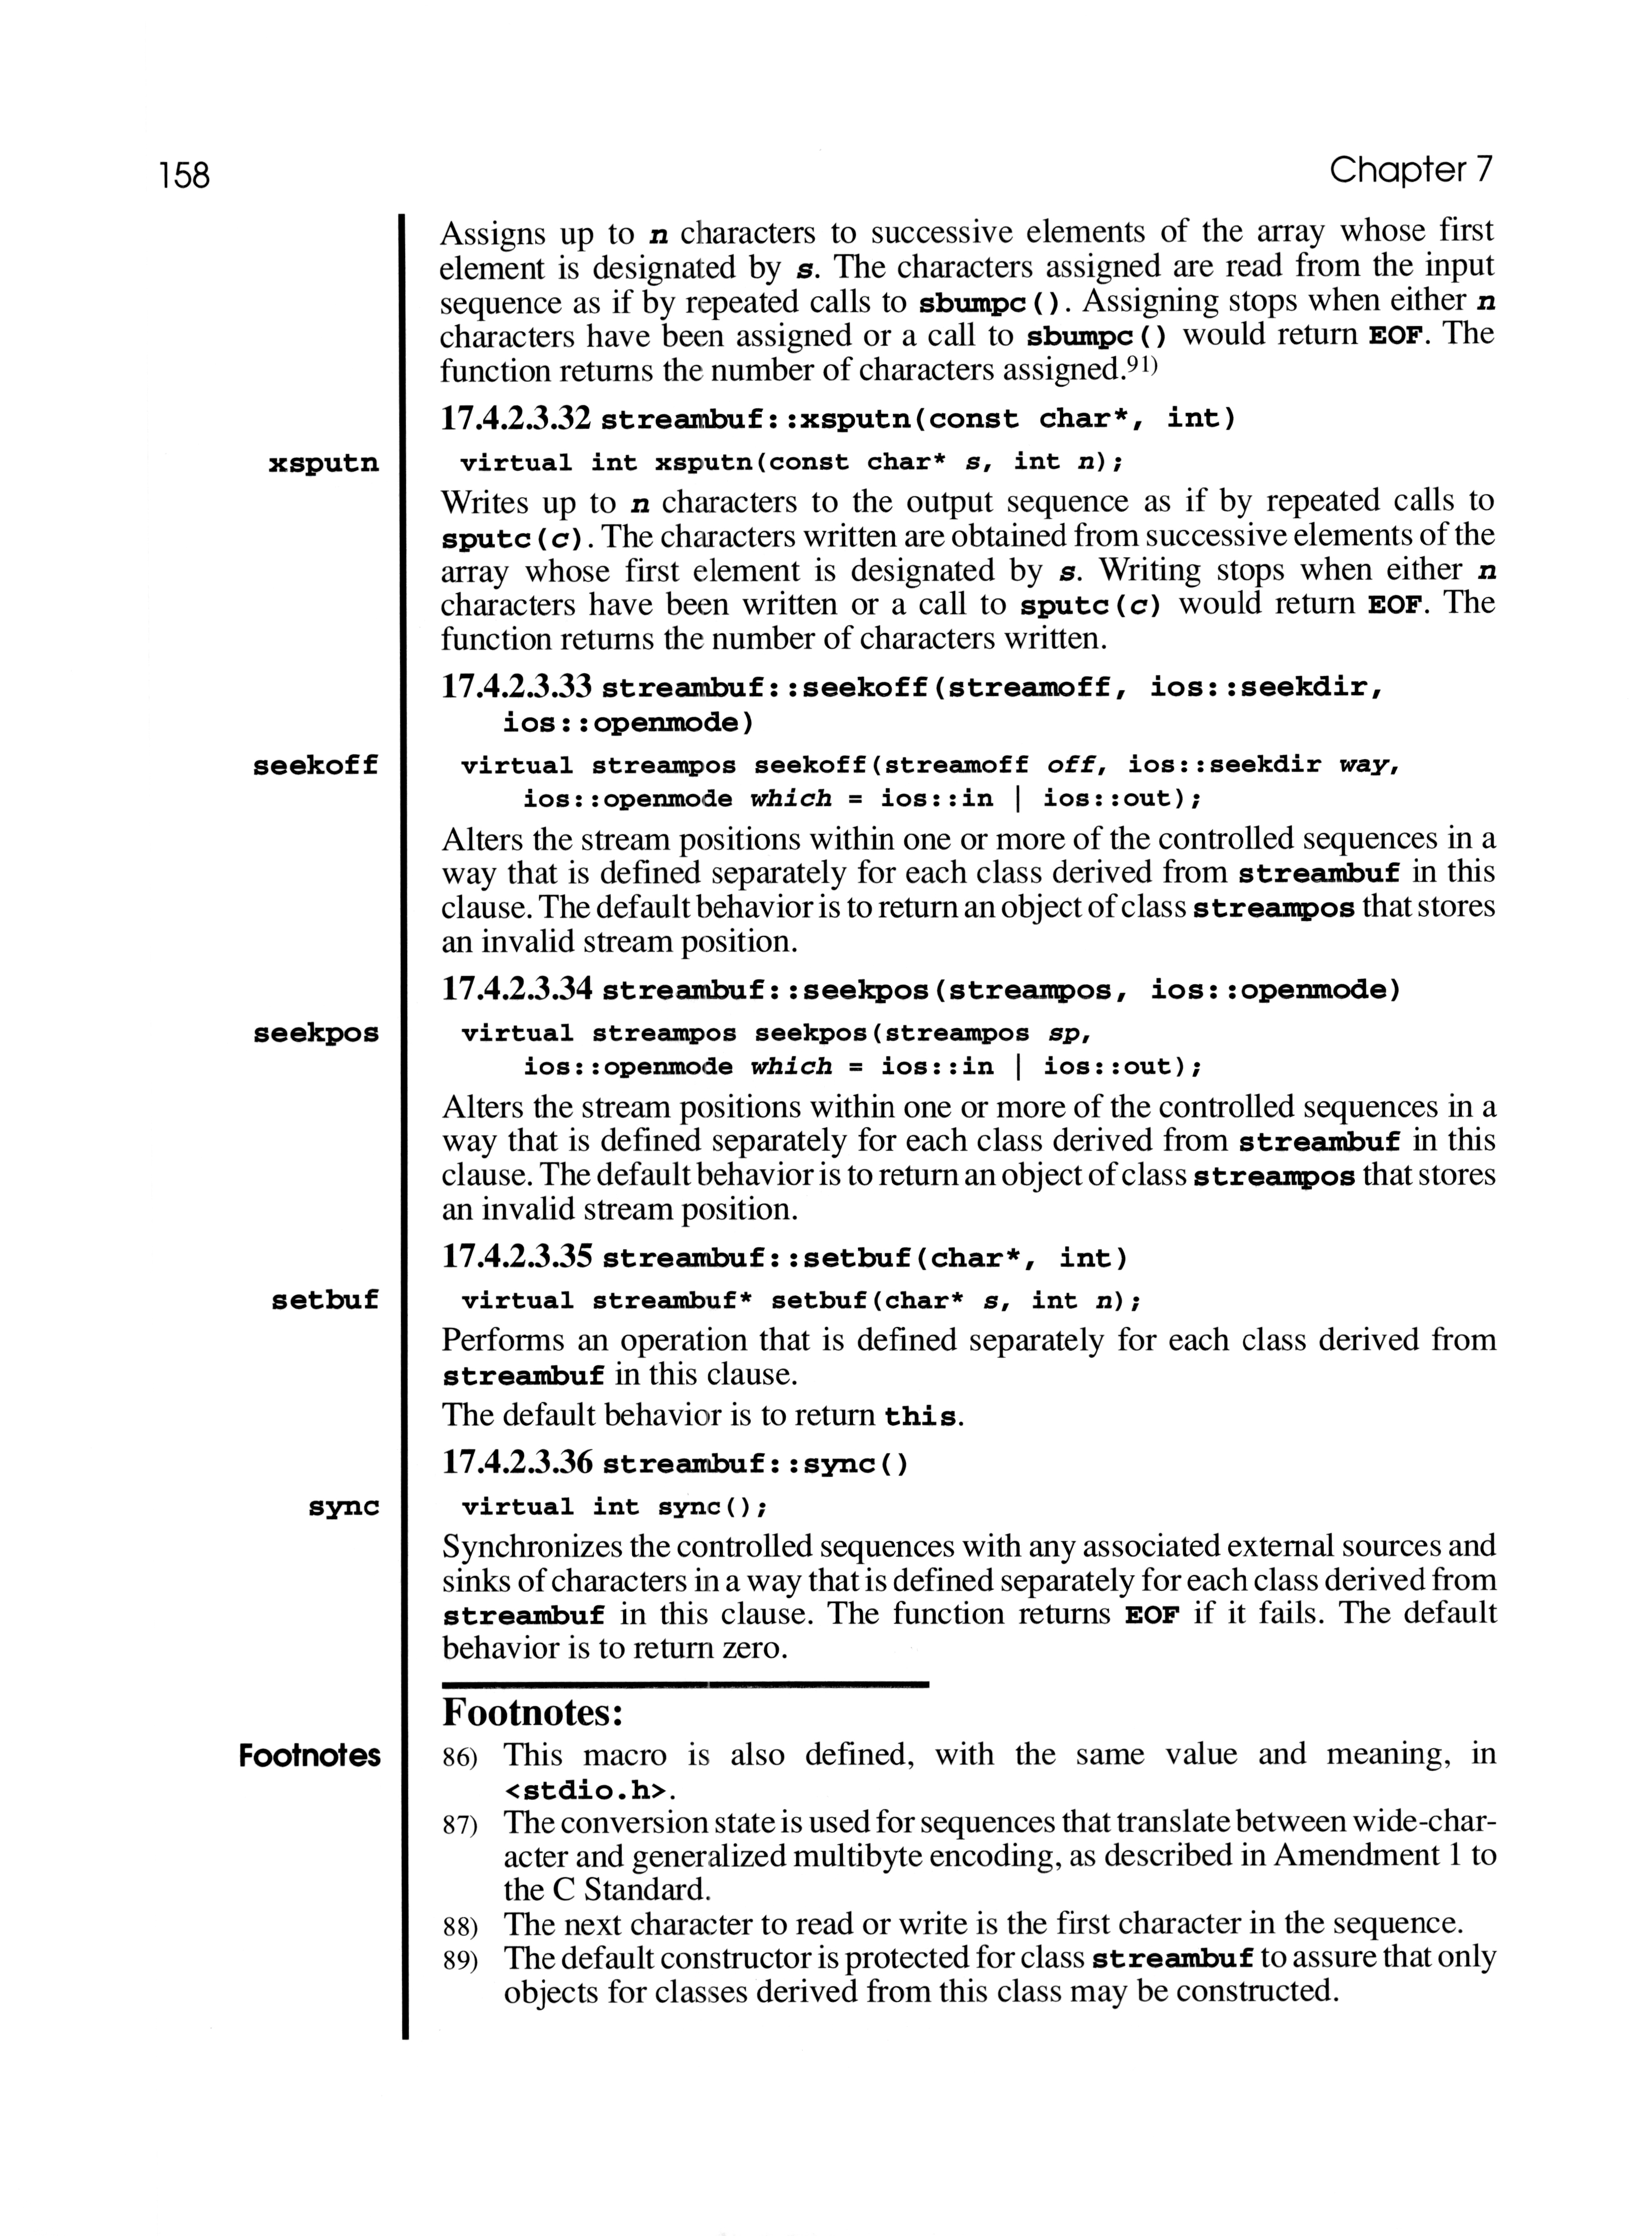 158
Chapter 7
Assigns up to n characters to successive elements of the array whose first
element is designated by s. The characters assigned are read from the input
sequence as if by repeated calls to sbumpc(). Assigning stops when either n
characters have been assigned or a call to sbumpc() would return EOF. The
function returns the number of characters assigned.91)
17.4.2.3.32 streambuf::xsputn(const char*, int)
xsputn
virtual int xsputn(const char* s, int n);
Writes up to n characters to the output sequence as if by repeated calls to
sputc(c). The characters written are obtained from successive elements of the
array whose first element is designated by s. Writing stops when either n
characters have been written or a call to sputc(c) would return EOF. The
function returns the number of characters written.
17.4.2.3.33 streambuf::seekoff(streamoff, ios::seekdir,
ios::openmode)
seekoff
virtual streampos seekoff(streamoff off, ios::seekdir way,
ios::openmode which = ios::in | ios::out);
Alters the stream positions within one or more of the controlled sequences in a
way that is defined separately for each class derived from streambuf in this
clause. The default behavior is to return an object of class streampos that stores
an invalid stream position.
17.4.2.3.34 streambuf::seekpos(streampos, ios::openmode)
seekpos
virtual streampos seekpos(streampos sp,
ios::openmode which = ios::in | ios::out);
Alters the stream positions within one or more of the controlled sequences in a
way that is defined separately for each class derived from streambuf in this
clause. The default behavior is to return an object of class streampos that stores
an invalid stream position.
17.4.2.3.35 streambuf::setbuf(char*, int)
setbuf
virtual streambuf* setbuf(char* s, int n);
Performs an operation that is defined separately for each class derived from
streambuf in this clause.
The default behavior is to return this.
17.4.2.3.36 streambuf::sync()
sync
virtual int sync();
Synchronizes the controlled sequences with any associated external sources and
sinks of characters in a way that is defined separately for each class derived from
streambuf in this clause. The function returns EOF if it fails. The default
behavior is to return zero.
Footnotes:
Footnotes
86) This macro is also defined, with the same value and meaning, in
<stdio.h>.
87) The conversion state is used for sequences that translate between wide-char-
acter and generalized multibyte encoding, as described in Amendment 1 to
the C Standard.
88) The next character to read or write is the first character in the sequence.
89) The default constructor is protected for class streambuf to assure that only
objects for classes derived from this class may be constructed.